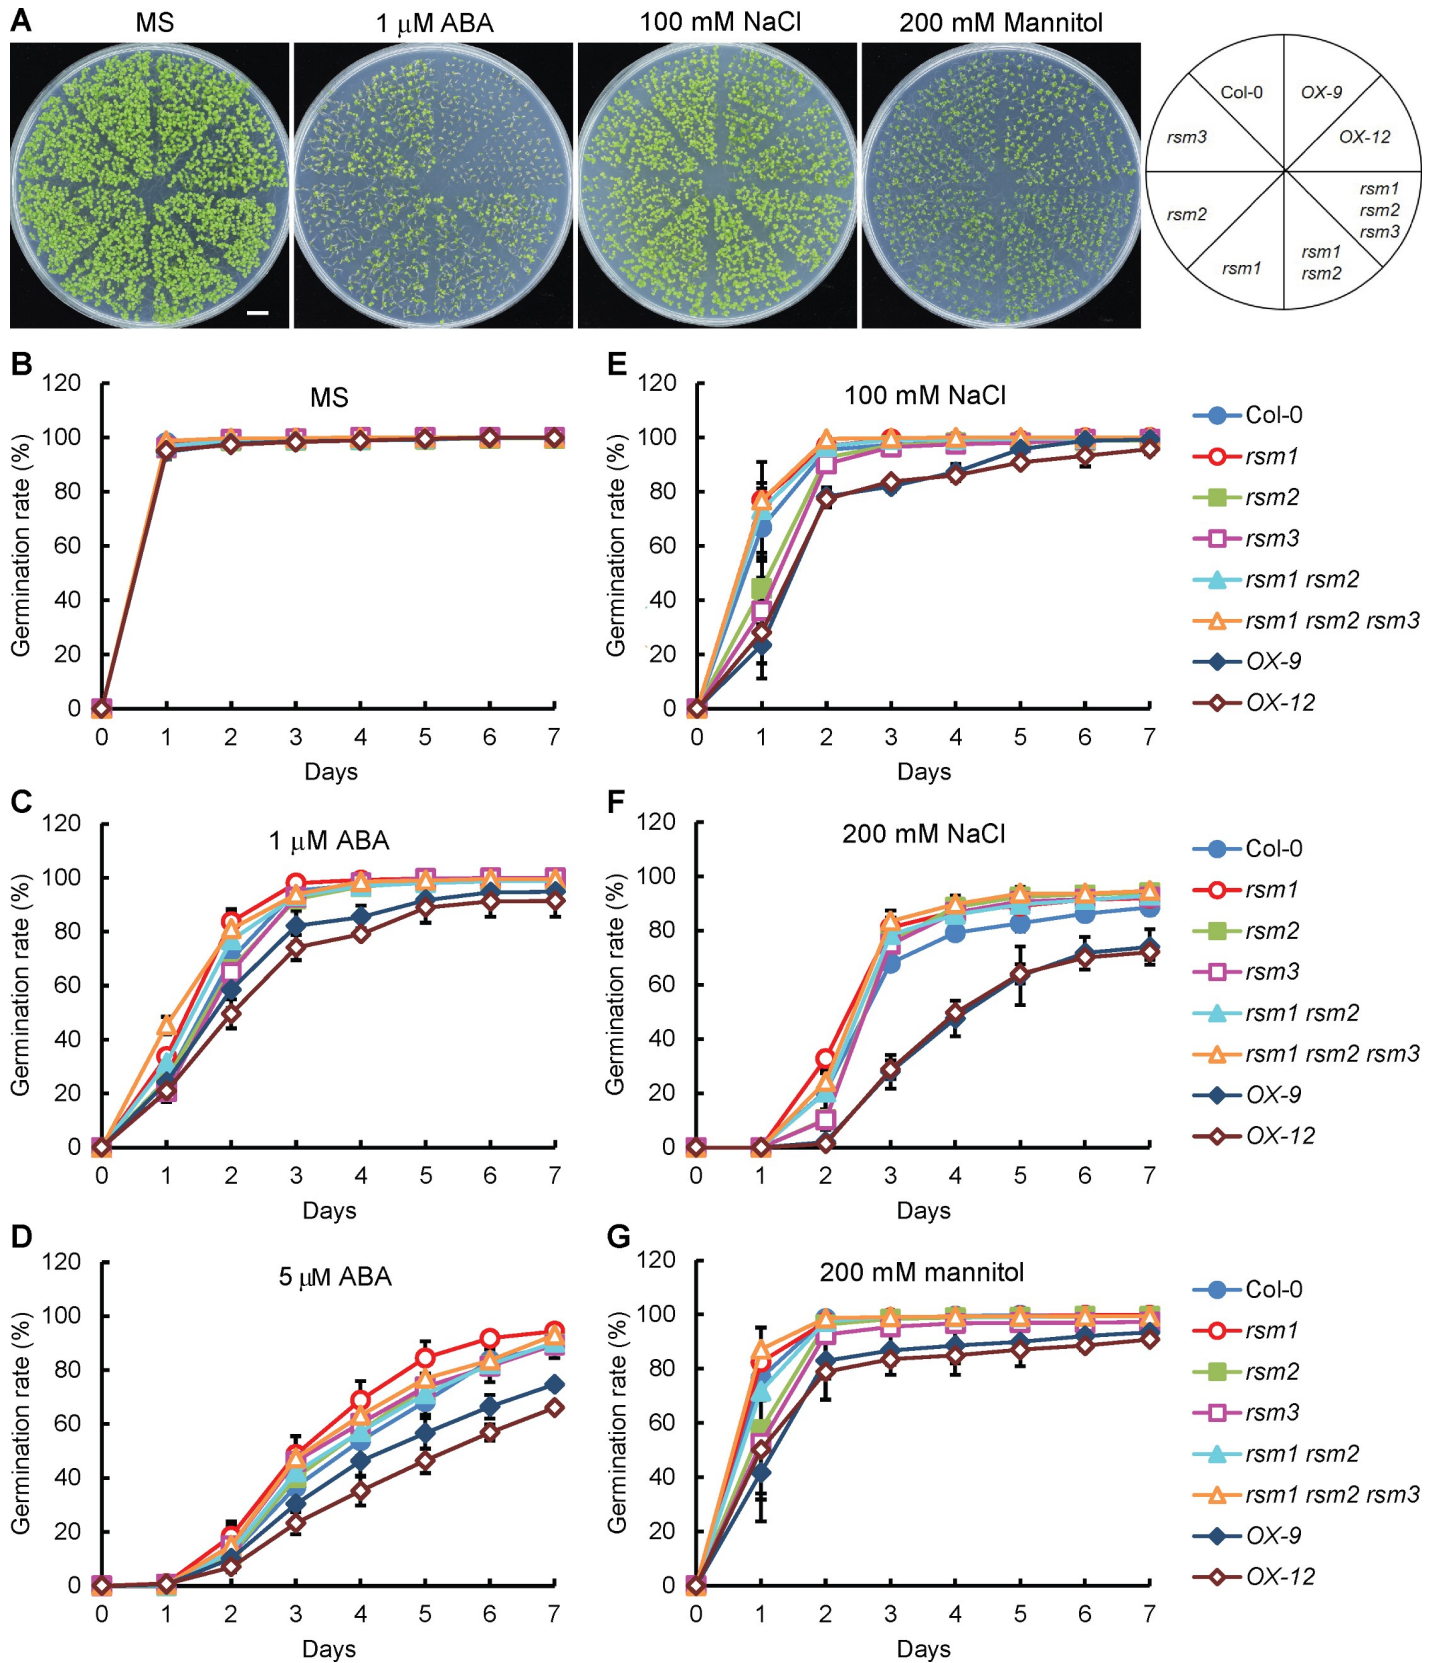 A
MS
1 μM ABA
100 mM NaCl
200 mM Mannitol
Col-0
OX-9
rsm3
OX-12
rsm2
rsm1
rsm2
rsm3
rsm1
rsm1
rsm2
B
MS
Germination rate (%)
120
100
80
60
40
20
0
0 1 2 3 4 5 6 7
Days
E
100 mM NaCl
Germination rate (%)
120
100
80
60
40
20
0
0 1 2 3 4 5 6 7
Days
Col-0
rsm1
rsm2
rsm3
rsm1 rsm2
rsm1 rsm2 rsm3
OX-9
OX-12
C
1 μM ABA
Germination rate (%)
120
100
80
60
40
20
0
0 1 2 3 4 5 6 7
Days
F
200 mM NaCl
Germination rate (%)
120
100
80
60
40
20
0
0 1 2 3 4 5 6 7
Days
Col-0
rsm1
rsm2
rsm3
rsm1 rsm2
rsm1 rsm2 rsm3
OX-9
OX-12
D
5 μM ABA
Germination rate (%)
120
100
80
60
40
20
0
0 1 2 3 4 5 6 7
Days
G
200 mM mannitol
Germination rate (%)
120
100
80
60
40
20
0
0 1 2 3 4 5 6 7
Days
Col-0
rsm1
rsm2
rsm3
rsm1 rsm2
rsm1 rsm2 rsm3
OX-9
OX-12